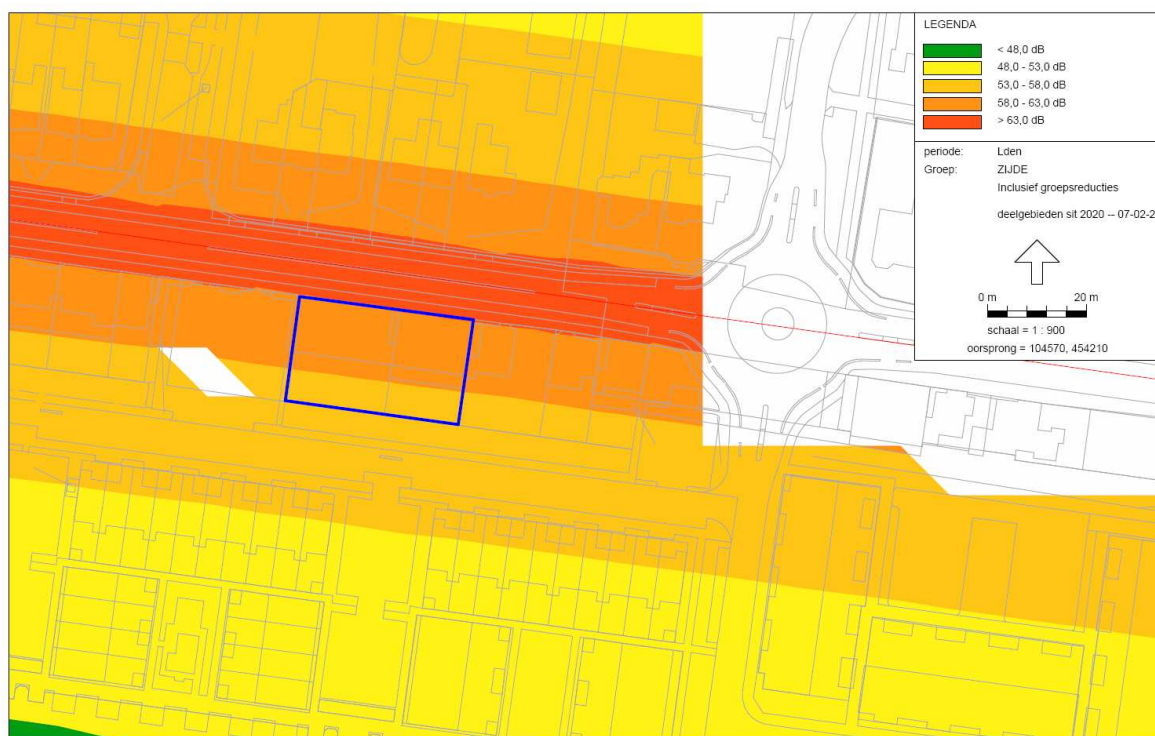 LEGENDA
< 48,0 dB
48,0 - 53,0 dB
53,0 - 58,0 dB
58,0 - 63,0 dB
> 63,0 dB
periode: Lden
Groep: ZIJDE
Inclusief groepsreducties
deelgebieden sit 2020 -- 07-02-2
0 m 20 m
schaal = 1 : 900
oorsprong = 104570, 454210